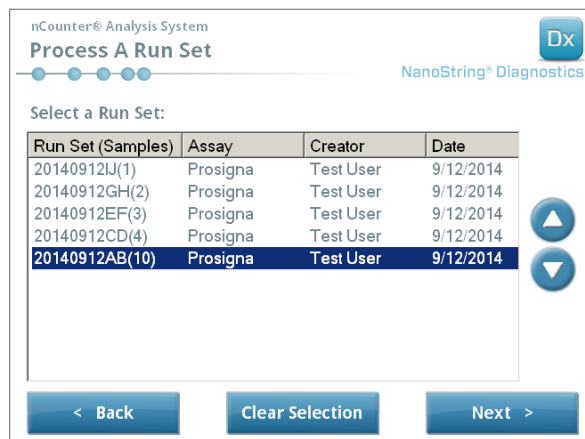 nCounter® Analysis System
Process A Run Set
Dx
NanoString® Diagnostics
Select a Run Set:
Run Set (Samples) Assay Creator Date
20140912IJ(1) Prosigna Test User 9/12/2014
20140912GH(2) Prosigna Test User 9/12/2014
20140912EF(3) Prosigna Test User 9/12/2014
20140912CD(4) Prosigna Test User 9/12/2014
20140912AB(10) Prosigna Test User 9/12/2014
< Back Clear Selection Next >